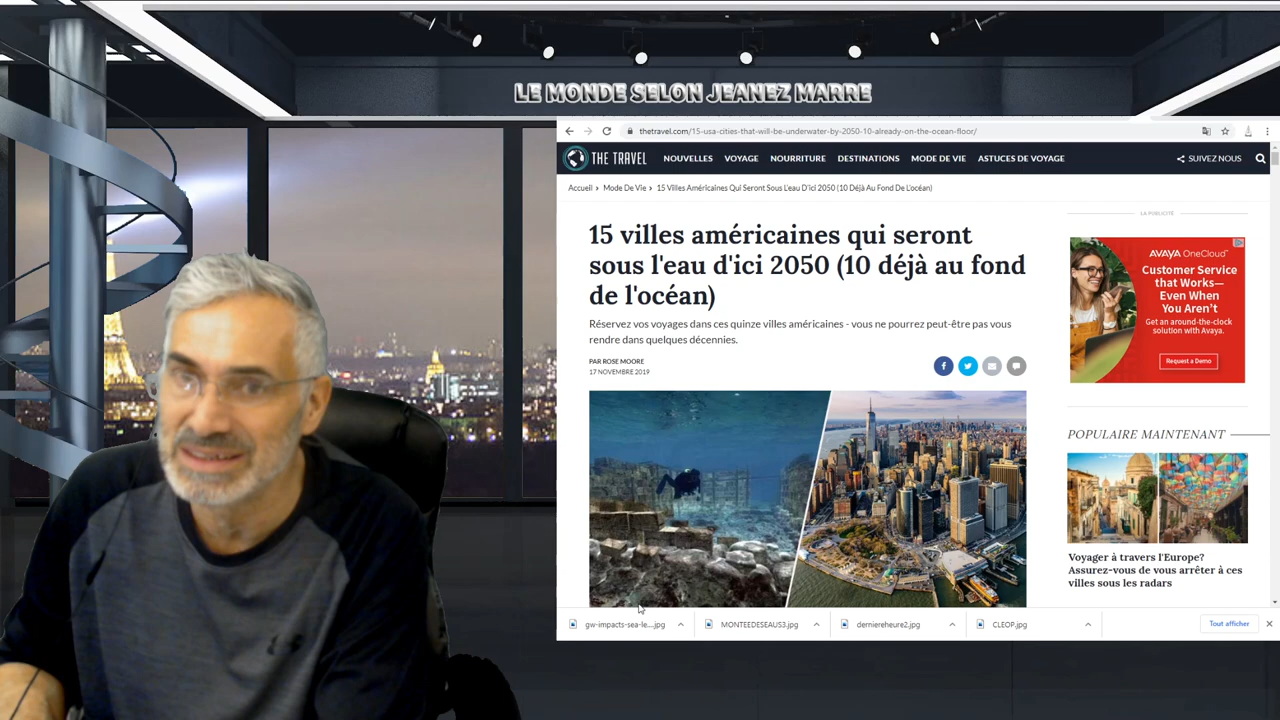 LE MONDE SELON JEANEZ MARRE
thetravel.com/15-usa-cities-that-will-be-underwater-by-2050-10-already-on-the-ocean-floor/
THE TRAVEL NOUVELLES VOYAGE NOURRITURE DESTINATIONS MODE DE VIE ASTUCES DE VOYAGE SUIVEZ NOUS
Accueil › Mode De Vie › 15 Villes Américaines Qui Seront Sous L'eau D'ici 2050 (10 Déjà Au Fond De L'océan)
LA PUBLICITÉ
15 villes américaines qui seront
sous l'eau d'ici 2050 (10 déjà au fond
de l'océan)
Réservez vos voyages dans ces quinze villes américaines - vous ne pourrez peut-être pas vous
rendre dans quelques décennies.
PAR ROSE MOORE
17 NOVEMBRE 2019
AVAYA OneCloud™
Customer Service
that Works—
Even When
You Aren't
Get an around-the-clock
solution with Avaya.
Request a Demo
POPULAIRE MAINTENANT
Voyager à travers l'Europe?
Assurez-vous de vous arrêter à ces
villes sous les radars
gw-impacts-sea-le....jpg MONTEEDESEAUS3.jpg derniereheure2.jpg CLEOP.jpg Tout afficher